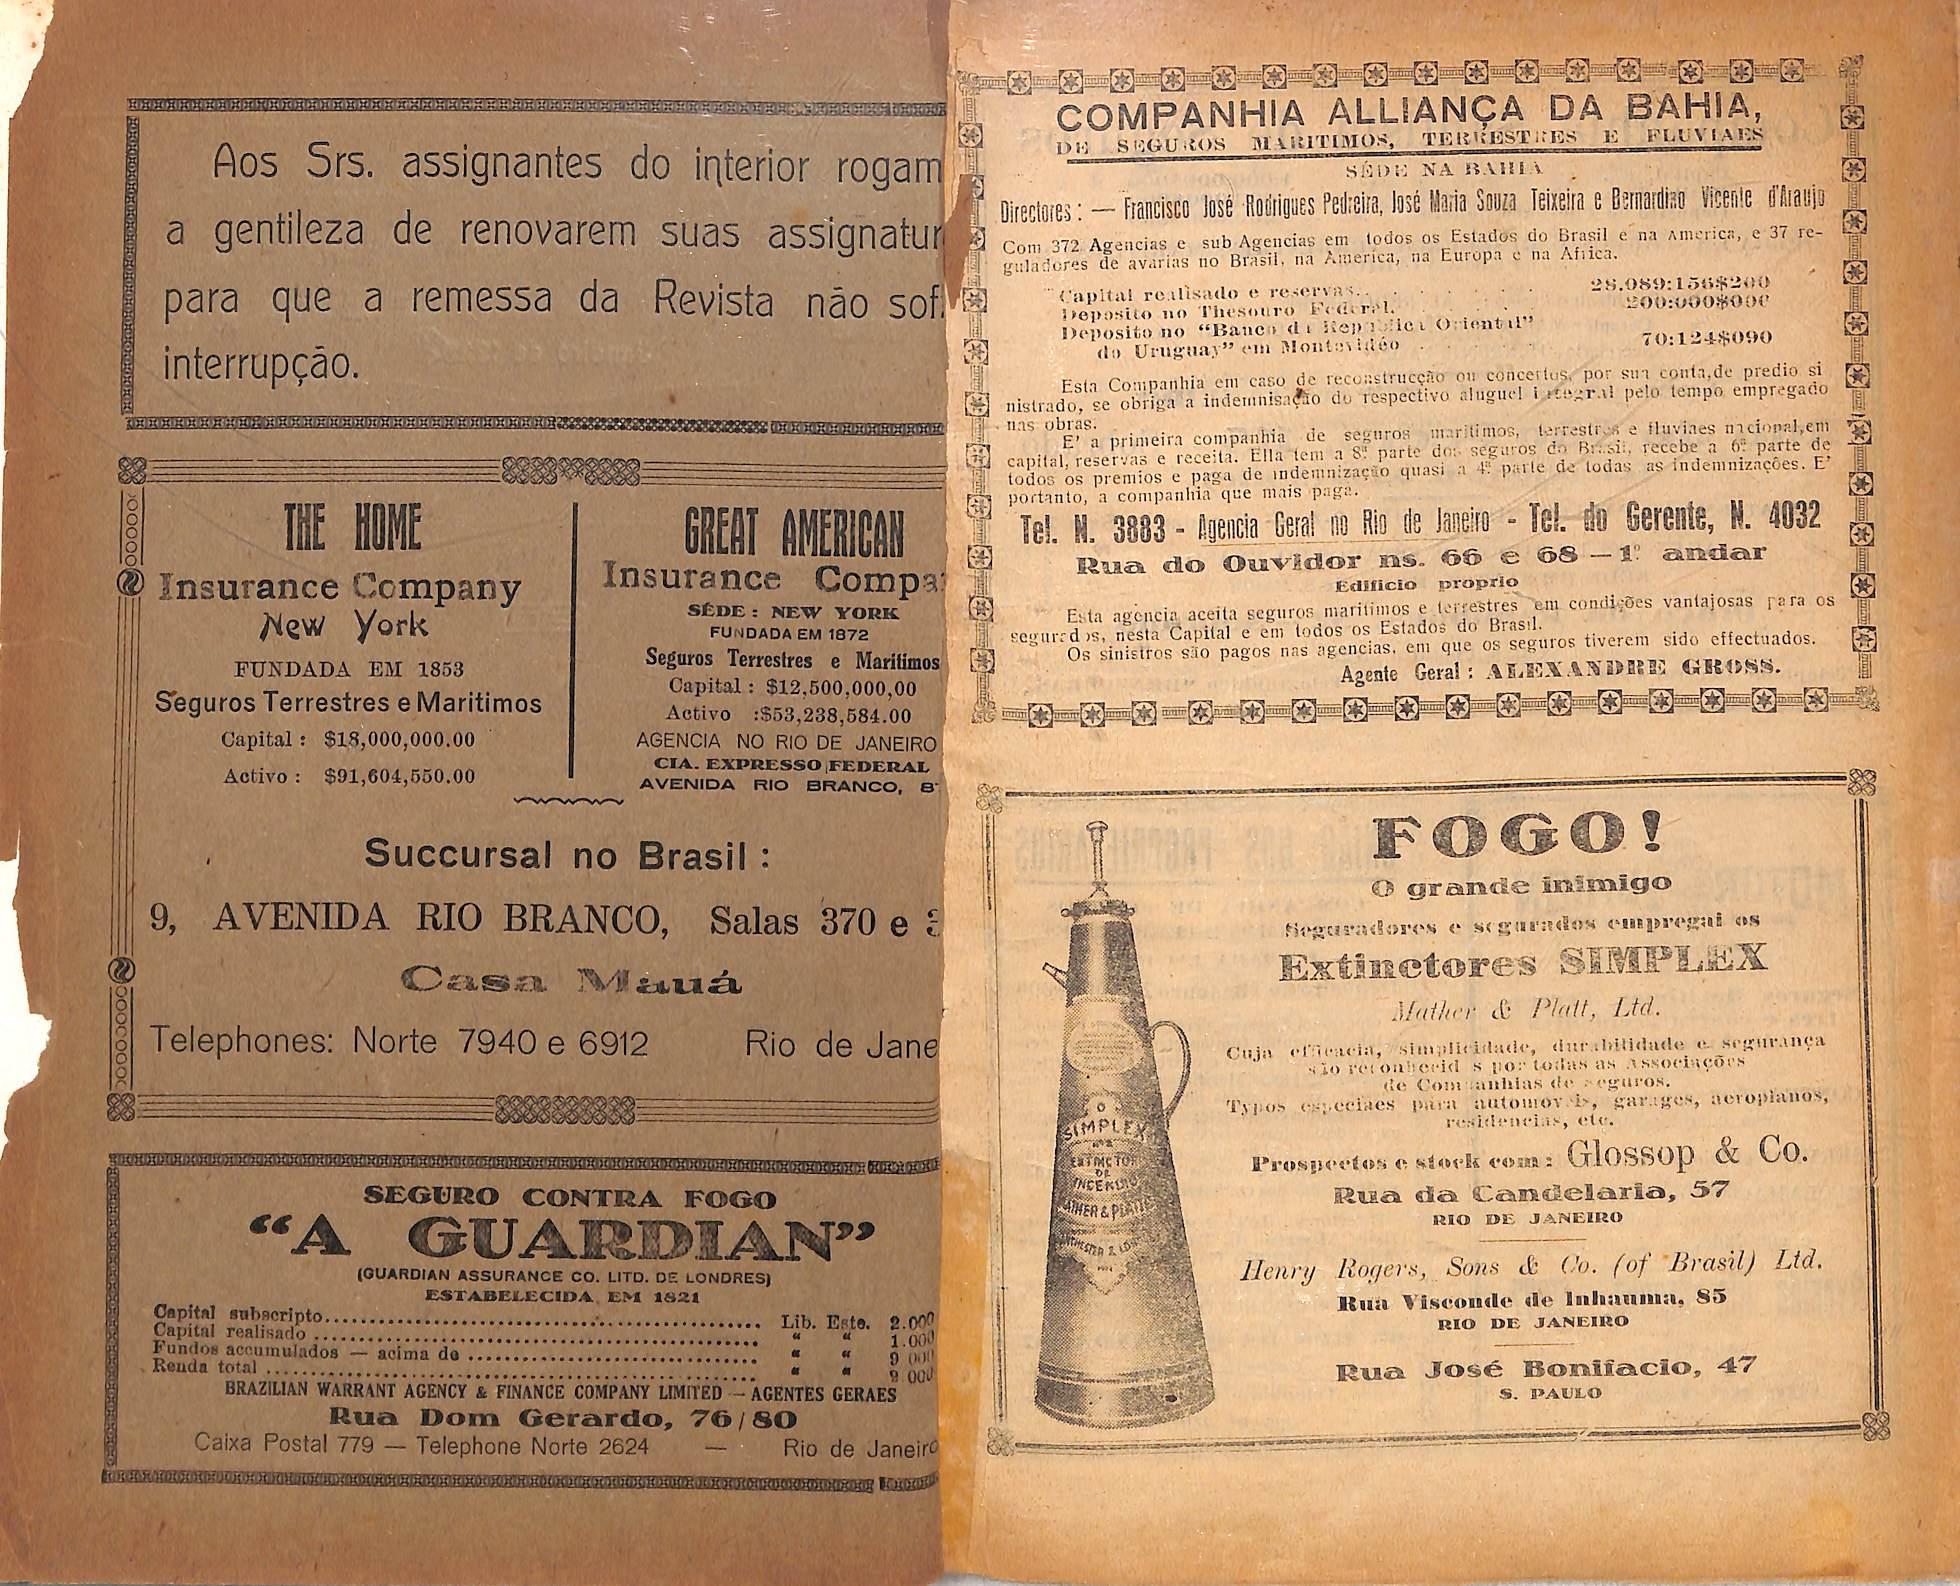 Aos Srs. assignantes do interior rogam
a gentileza de renovarem suas assignatur
para que a remessa da Revista não sof
interrupção.
THE HOME
Insurance Company
New York
FUNDADA EM 1853
Seguros Terrestres e Maritimos
Capital : $18,000,000.00
Activo : $91,604,550.00
GREAT AMERICAN
Insurance Compa
SÉDE : NEW YORK
FUNDADA EM 1872
Seguros Terrestres e Maritimos
Capital : $12,500,000,00
Activo :$53,238,584.00
AGENCIA NO RIO DE JANEIRO
CIA. EXPRESSO FEDERAL
AVENIDA RIO BRANCO, 8
Succursal no Brasil :
9, AVENIDA RIO BRANCO, Salas 370 e
Casa Mauá
Telephones: Norte 7940 e 6912 Rio de Jane
SEGURO CONTRA FOGO
“A GUARDIAN”
(GUARDIAN ASSURANCE CO. LITD. DE LONDRES)
ESTABELECIDA EM 1821
Capital subscripto Lib. Este. 2.000
Capital realisado “ “ 1.000
Fundos accumulados — acima de “ “ 9 000
Renda total “ “ 9 000
BRAZILIAN WARRANT AGENCY & FINANCE COMPANY LIMITED — AGENTES GERAES
Rua Dom Gerardo, 76/80
Caixa Postal 779 — Telephone Norte 2624 — Rio de Janeiro
COMPANHIA ALLIANÇA DA BAHIA,
DE SEGUROS MARITIMOS, TERRESTRES E FLUVIAES
SÉDE NA BAHIA
Directores : — Francisco José Rodrigues Pedreira, José Maria Souza Teixeira e Bernardino Vicente d'Araujo
Com 372 Agencias e sub Agencias em todos os Estados do Brasil e na America, e 37 re-
guladores de avarias no Brasil, na America, na Europa e na Africa.
Capital realisado e reservas. 28.089:156$200
Deposito no Thesouro Federal. 200:000$000
Deposito no “Banco da Republica Oriental”
do Uruguay” em Montevidéo 70:124$090
Esta Companhia em caso de reconstrucção ou concertos, por sua conta,de predio si
nistrado, se obriga a indemnisação do respectivo aluguel integral pelo tempo empregado
nas obras.
E' a primeira companhia de seguros maritimos, terrestres e fluviaes nacional,em
capital, reservas e receita. Ella tem a 8ª parte dos seguros do Brasil, recebe a 6ª parte de
todos os premios e paga de indemnização quasi a 4ª parte de todas as indemnizações. E'
portanto, a companhia que mais paga.
Tel. N. 3883 - Agencia Geral no Rio de Janeiro - Tel. do Gerente, N. 4032
Rua do Ouvidor ns. 66 e 68 — 1º andar
Edificio proprio
Esta agencia aceita seguros maritimos e terrestres em condições vantajosas para os
segurados, nesta Capital e em todos os Estados do Brasil.
Os sinistros são pagos nas agencias, em que os seguros tiverem sido effectuados.
Agente Geral : ALEXANDRE GROSS.
FOGO!
O grande inimigo
Seguradores e segurados empregai os
Extinctores SIMPLEX
Mather & Platt, Ltd.
Cuja efficacia, simplicidade, durabilidade e segurança
são reconhecidas por todas as Associações
de Companhias de Seguros.
Typos especiaes para automoveis, garages, aeroplanos,
residencias, etc.
Prospectos e stock com: Glossop & Co.
Rua da Candelaria, 57
RIO DE JANEIRO
Henry Rogers, Sons & Co. (of Brasil) Ltd.
Rua Visconde de Inhauma, 85
RIO DE JANEIRO
Rua José Bonifacio, 47
S. PAULO
O
SIMPLEX
EXTINCTOR
DE
INCENDIO